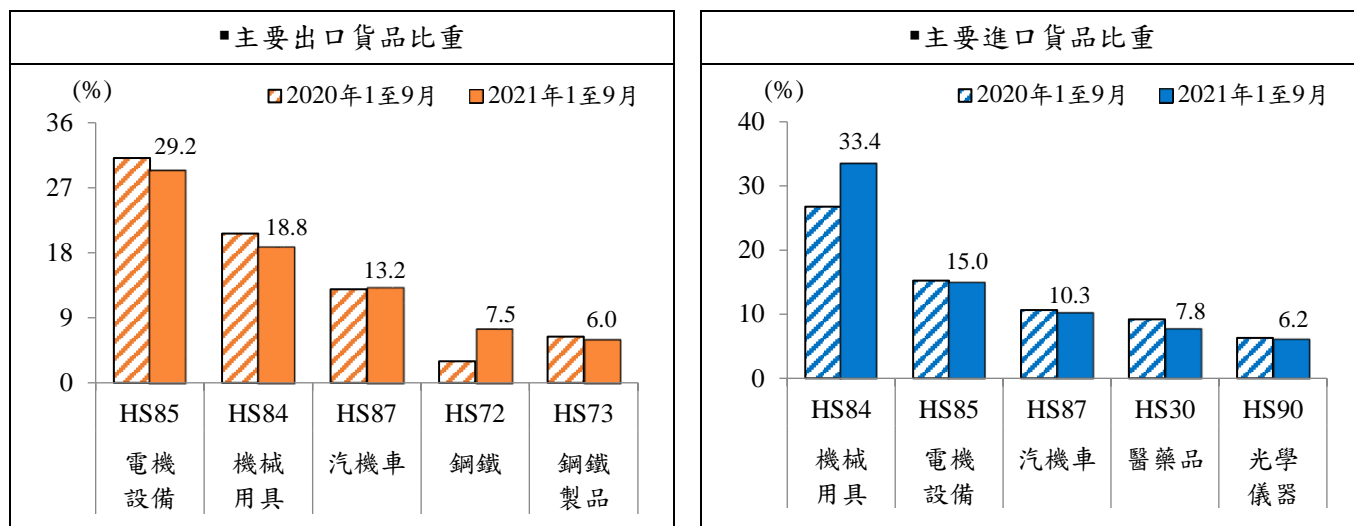 ▪主要出口貨品比重
(%)
2020年1至9月 2021年1至9月
36
27
18
9
0
29.2
18.8
13.2
7.5
6.0
HS85 HS84 HS87 HS72 HS73
電機 機械 汽機車 鋼鐵 鋼鐵
設備 用具 製品
▪主要進口貨品比重
(%)
2020年1至9月 2021年1至9月
40
30
20
10
0
33.4
15.0
10.3
7.8
6.2
HS84 HS85 HS87 HS30 HS90
機械 電機 汽機車 醫藥品 光學
用具 設備 儀器